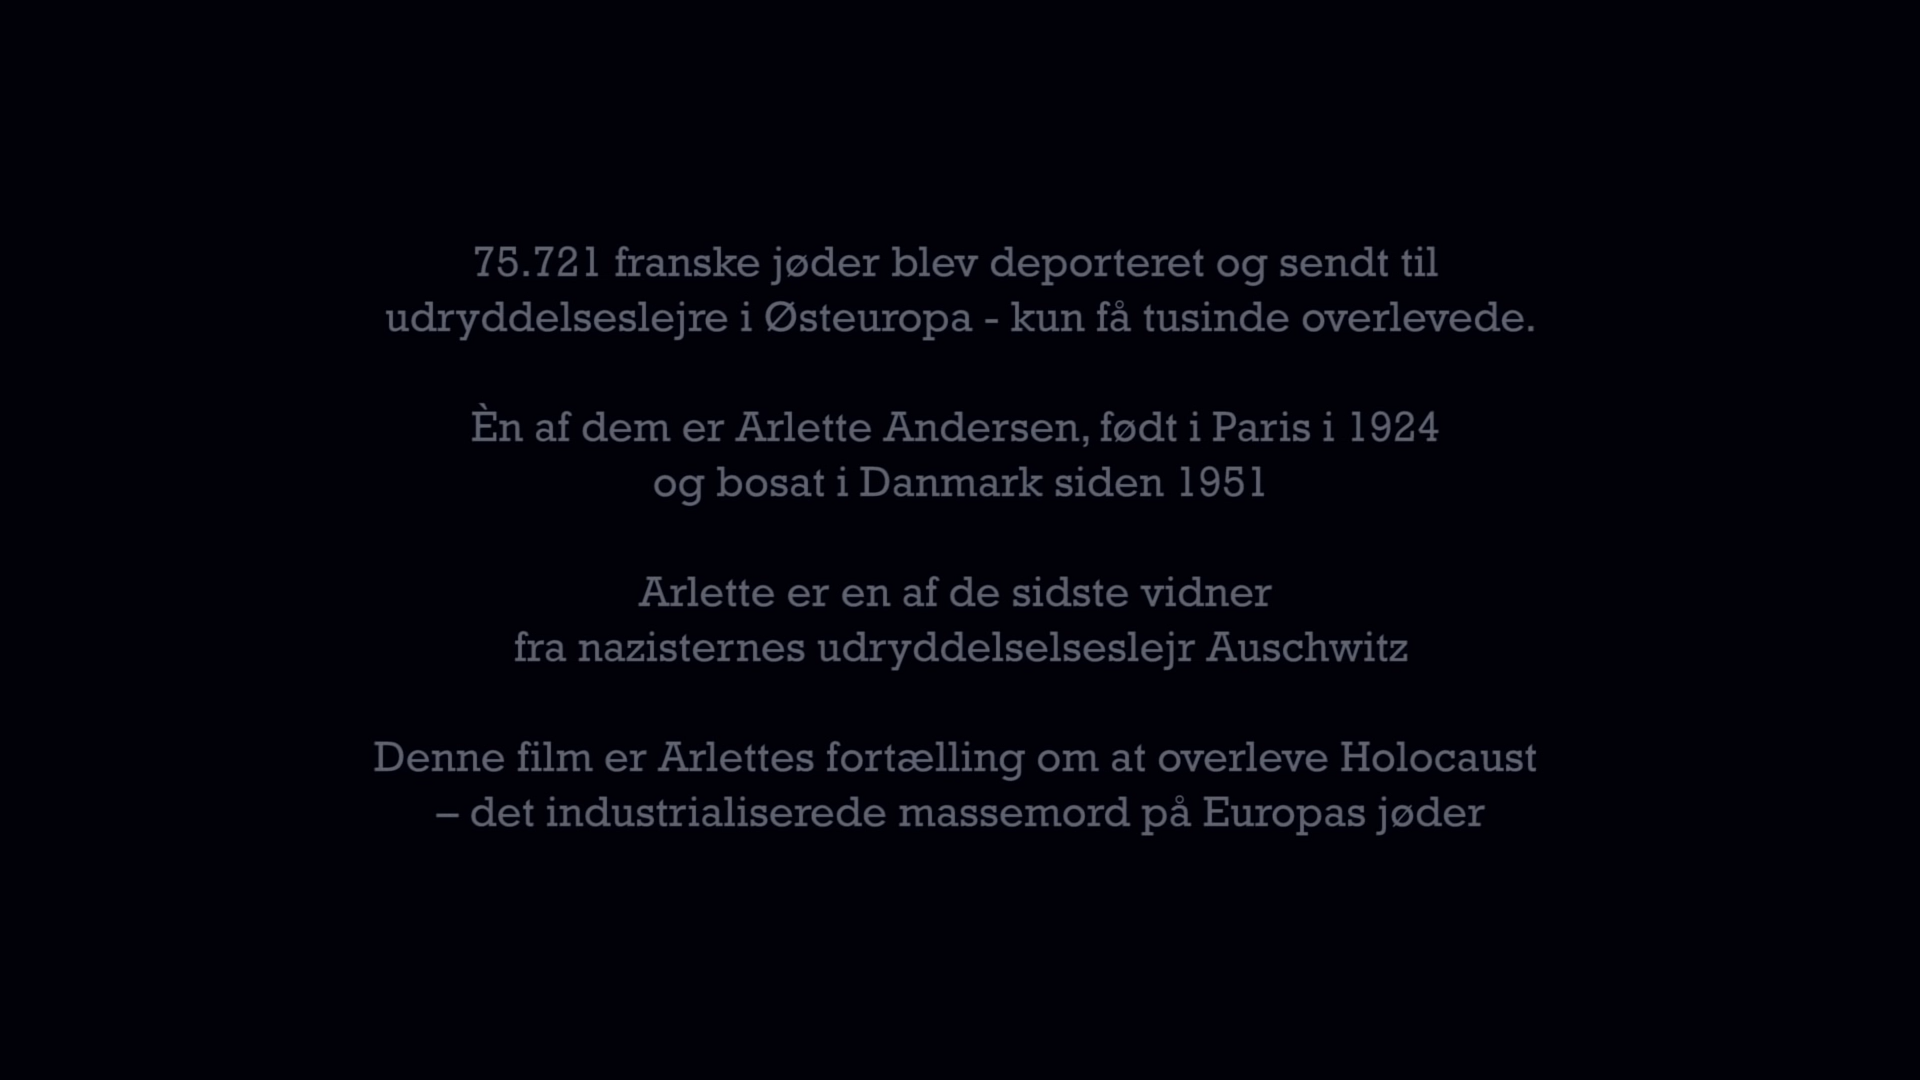 75.721 franske jøder blev deporteret og sendt til
udryddelseslejre i Østeuropa - kun få tusinde overlevede.
Èn af dem er Arlette Andersen, født i Paris i 1924
og bosat i Danmark siden 1951
Arlette er en af de sidste vidner
fra nazisternes udryddelselseslejr Auschwitz
Denne film er Arlettes fortælling om at overleve Holocaust
– det industrialiserede massemord på Europas jøder